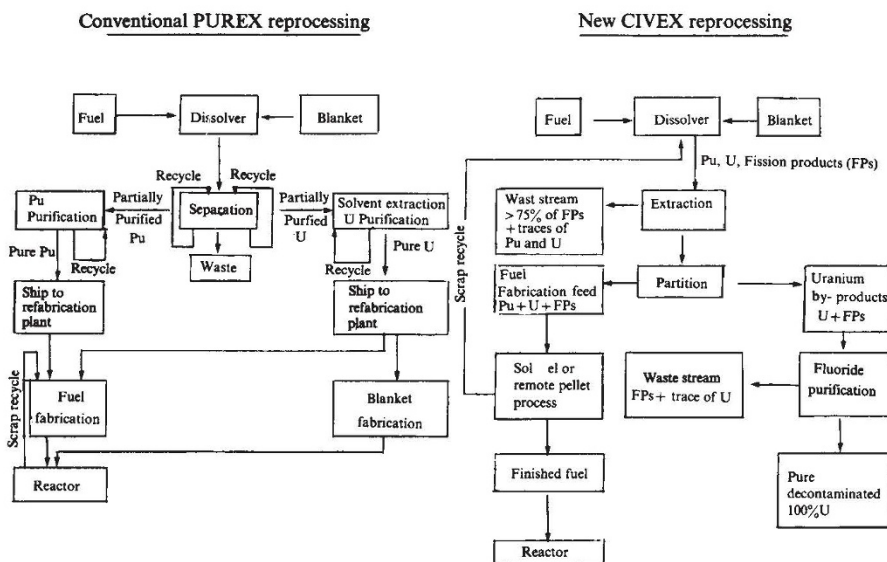 Conventional PUREX reprocessing
Fuel
Dissolver
Blanket
Recycle
Recycle
Pu
Purification
Partially
Purified
Pu
Separation
Partially
Purfied
U
Solvent extraction
U Purification
Pure Pu
Recycle
Waste
Recycle
Pure U
Ship to
refabrication
plant
Ship to
refabrication
plant
Scrap recycle
Fuel
fabrication
Blanket
fabrication
Reactor
New CIVEX reprocessing
Fuel
Dissolver
Blanket
Pu, U, Fission products (FPs)
Wast stream
> 75% of FPs
+ traces of
Pu and U
Extraction
Scrap recycle
Fuel
Fabrication feed
Pu + U + FPs
Partition
Uranium
by- products
U + FPs
Sol el or
remote pellet
process
Waste stream
FPs + trace of U
Fluoride
purification
Finished fuel
Pure
decontaminated
100%U
Reactor